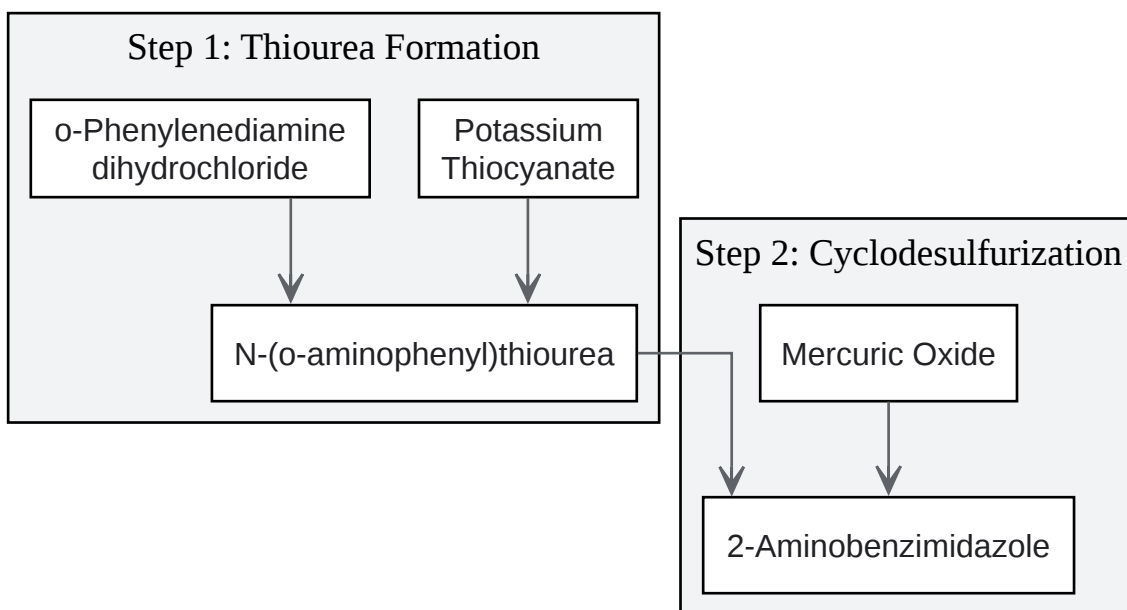 Step 1: Thiourea Formation
o-Phenylenediamine
dihydrochloride
Potassium
Thiocyanate
N-(o-aminophenyl)thiourea
Step 2: Cyclodesulfurization
Mercuric Oxide
2-Aminobenzimidazole